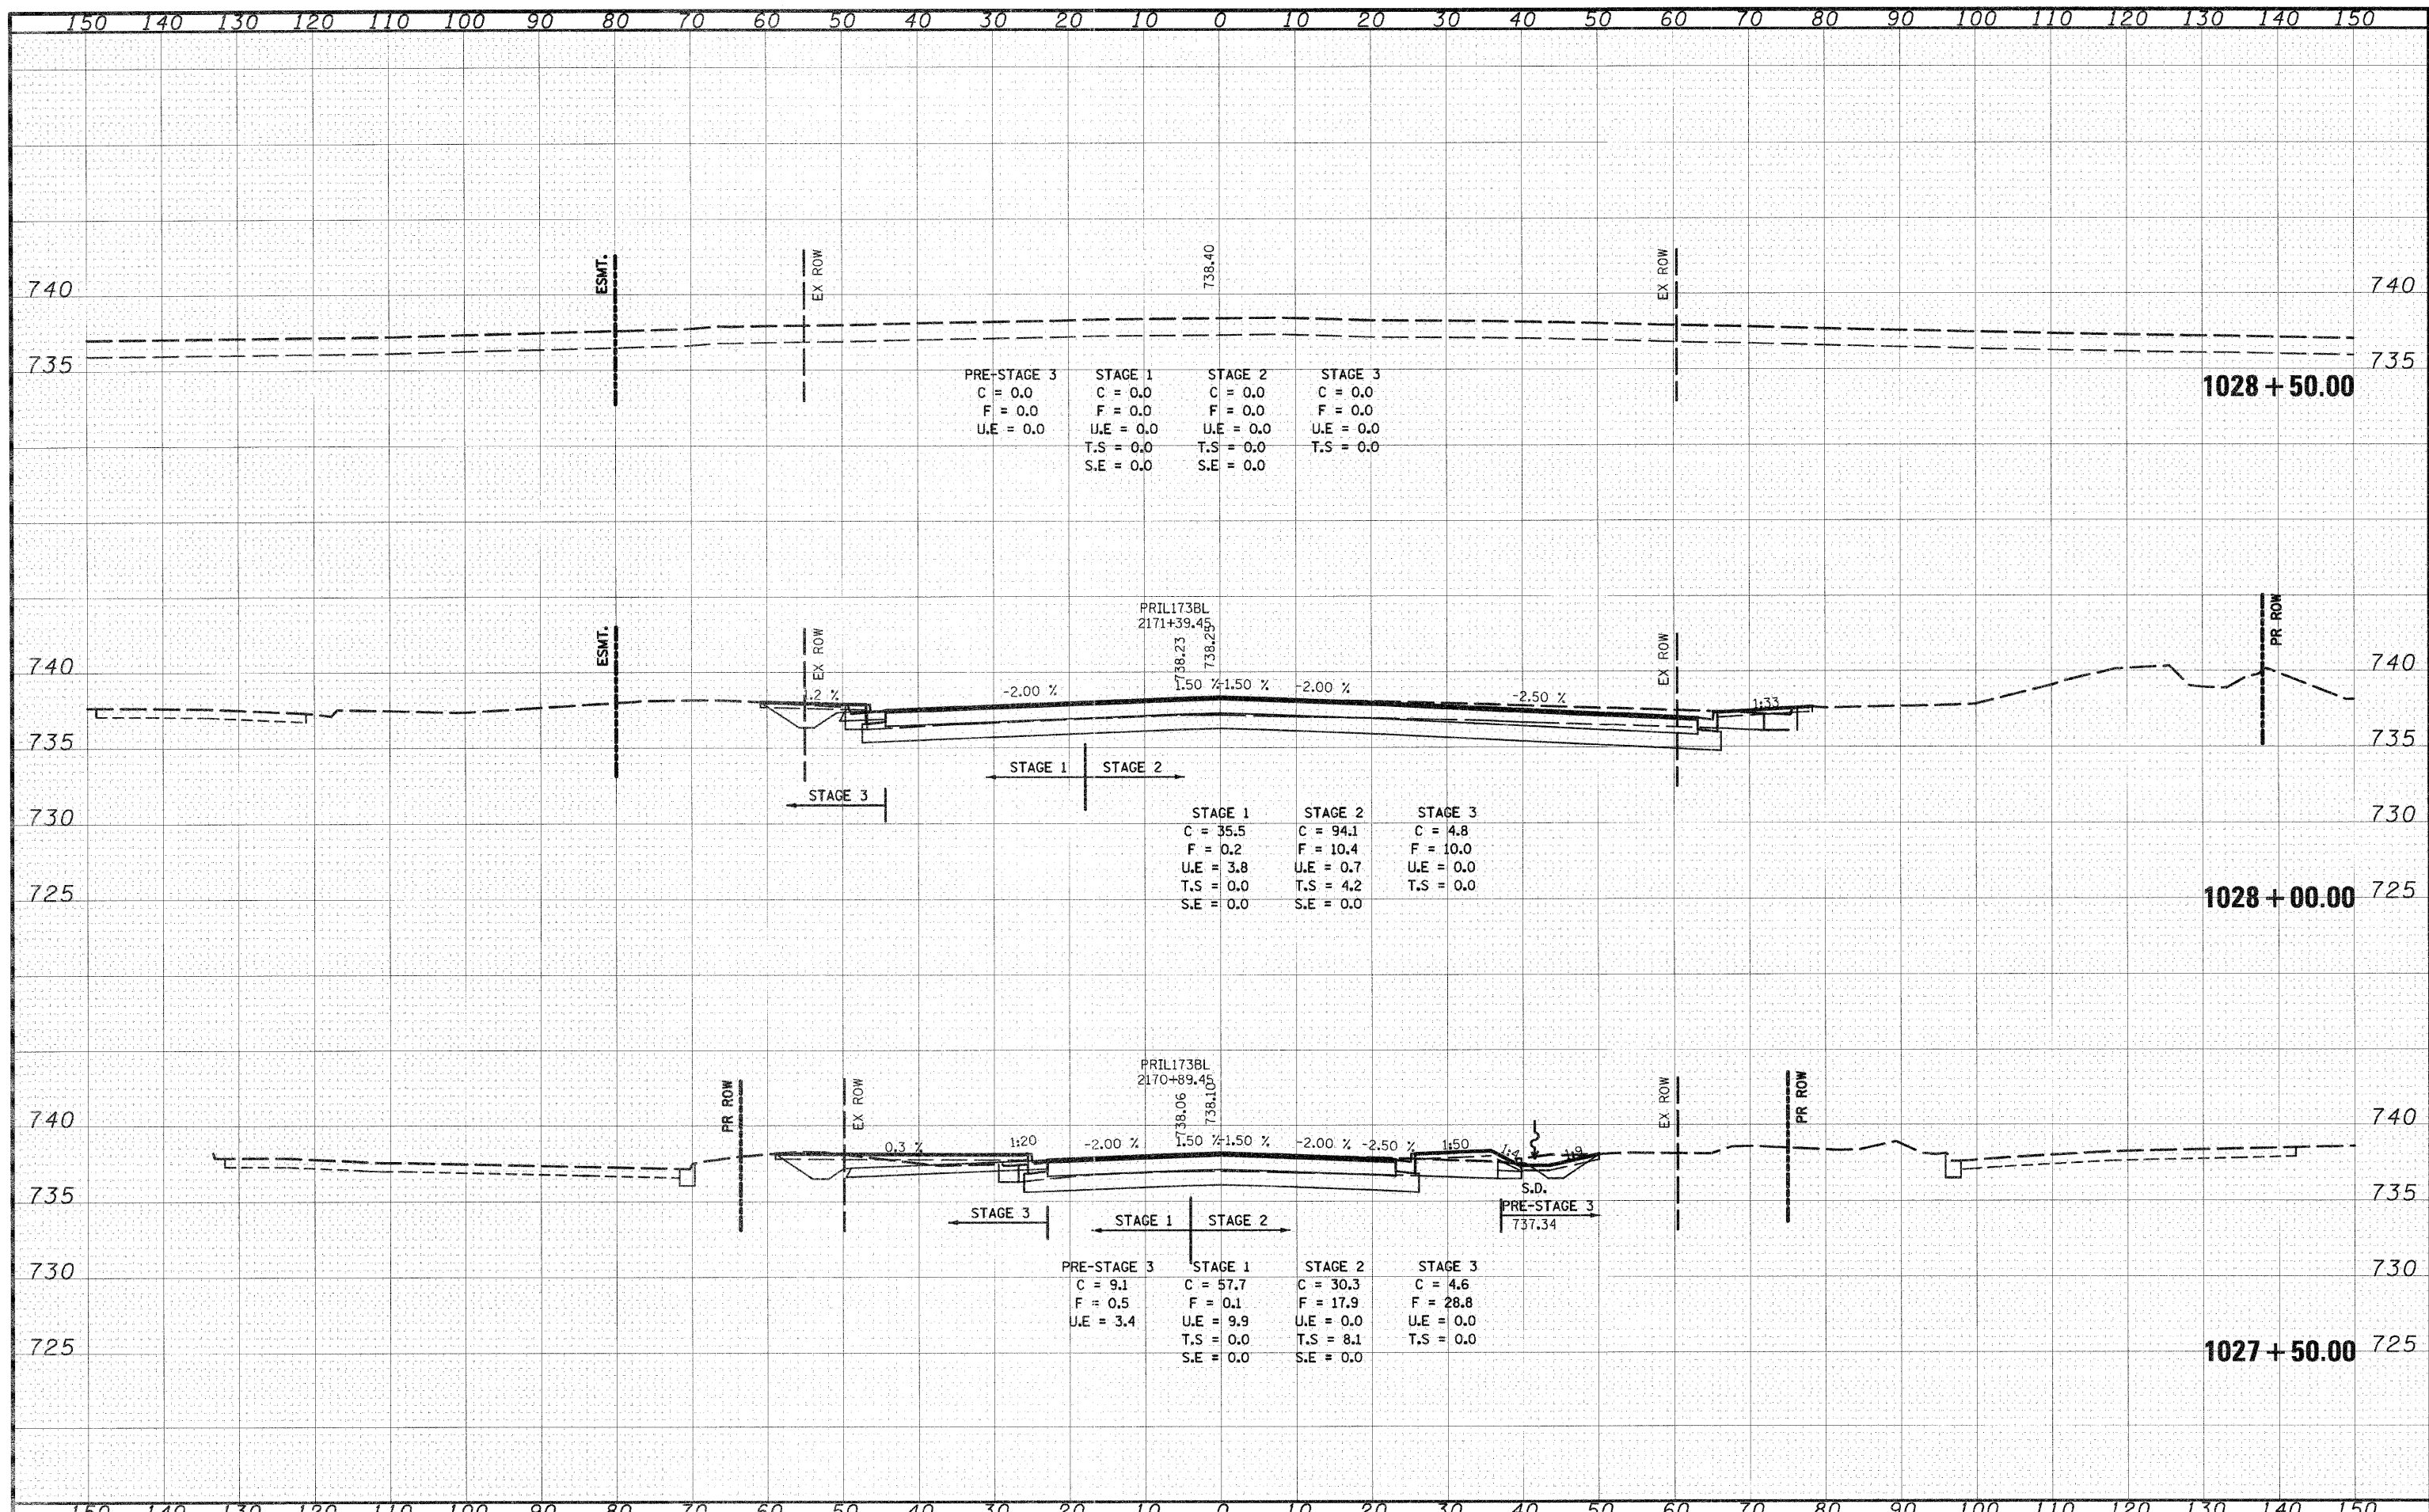 150 140 130 120 110 100 90 80 70 60 50 40 30 20 10 0 10 20 30 40 50 60 70 80 90 100 110 120 130 140 150
ESMT.
EX ROW
738.40
EX ROW
740 740
735 735
1028 + 50.00
PRE-STAGE 3 STAGE 1 STAGE 2 STAGE 3
C = 0.0 C = 0.0 C = 0.0 C = 0.0
F = 0.0 F = 0.0 F = 0.0 F = 0.0
U.E = 0.0 U.E = 0.0 U.E = 0.0 U.E = 0.0
T.S = 0.0 T.S = 0.0 T.S = 0.0
S.E = 0.0 S.E = 0.0
PRIL173BL
2171+39.45
738.23
738.25
ESMT.
EX ROW
EX ROW
PR ROW
740 740
1.2 % -2.00 % 1.50 % -1.50 % -2.00 % -2.50 % 1:33
735 735
STAGE 1 STAGE 2
STAGE 3
730 730
STAGE 1 STAGE 2 STAGE 3
C = 35.5 C = 94.1 C = 4.8
F = 0.2 F = 10.4 F = 10.0
U.E = 3.8 U.E = 0.7 U.E = 0.0
T.S = 0.0 T.S = 4.2 T.S = 0.0
S.E = 0.0 S.E = 0.0
725 1028 + 00.00 725
PRIL173BL
2170+89.45
738.06
738.10
PR ROW
EX ROW
EX ROW
PR ROW
740 740
0.3 % 1:20 -2.00 % 1.50 % -1.50 % -2.00 % -2.50 % 1:50 1:4 1:9
735 735
S.D.
PRE-STAGE 3
737.34
STAGE 3 STAGE 1 STAGE 2
730 730
PRE-STAGE 3 STAGE 1 STAGE 2 STAGE 3
C = 9.1 C = 57.7 C = 30.3 C = 4.6
F = 0.5 F = 0.1 F = 17.9 F = 28.8
U.E = 3.4 U.E = 9.9 U.E = 0.0 U.E = 0.0
T.S = 0.0 T.S = 8.1 T.S = 0.0
S.E = 0.0 S.E = 0.0
725 1027 + 50.00 725
150 140 130 120 110 100 90 80 70 60 50 40 30 20 10 0 10 20 30 40 50 60 70 80 90 100 110 120 130 140 150